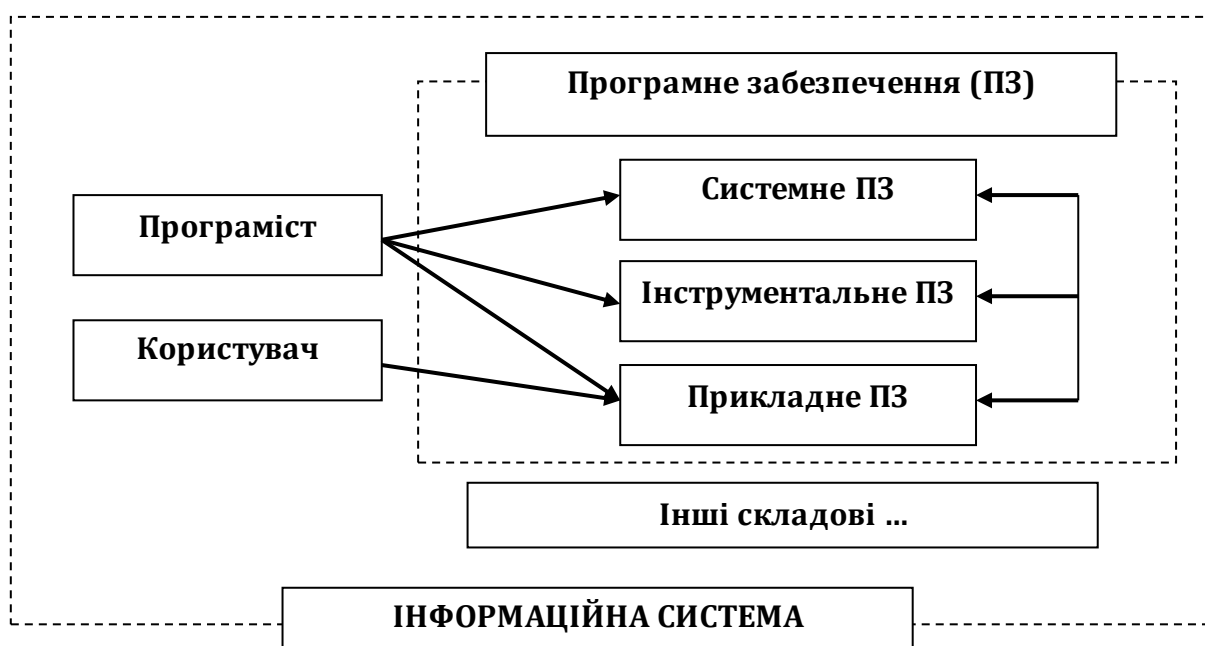 Програмне забезпечення (ПЗ)
Системне ПЗ
Програміст
Інструментальне ПЗ
Користувач
Прикладне ПЗ
Інші складові ...
ІНФОРМАЦІЙНА СИСТЕМА